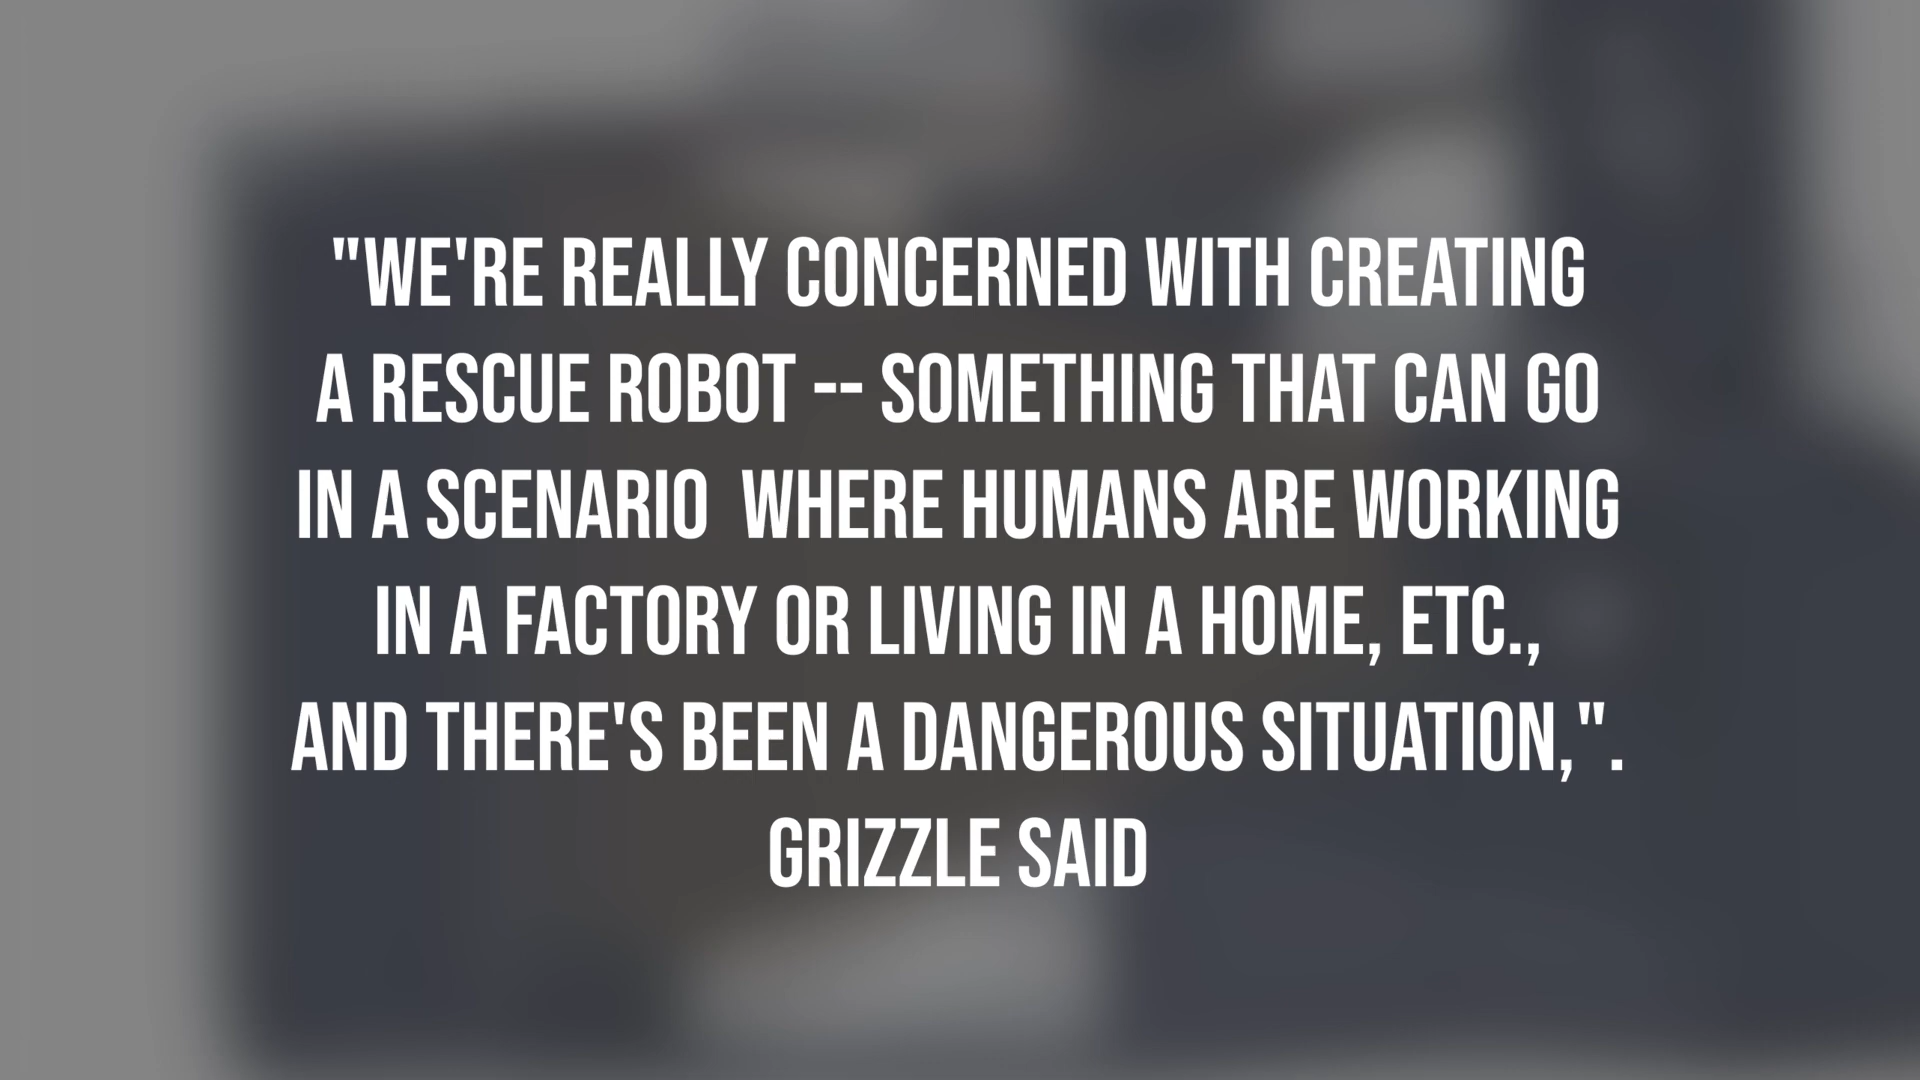 "WE'RE REALLY CONCERNED WITH CREATING
A RESCUE ROBOT -- SOMETHING THAT CAN GO
IN A SCENARIO  WHERE HUMANS ARE WORKING
IN A FACTORY OR LIVING IN A HOME, ETC.,
AND THERE'S BEEN A DANGEROUS SITUATION,".
GRIZZLE SAID